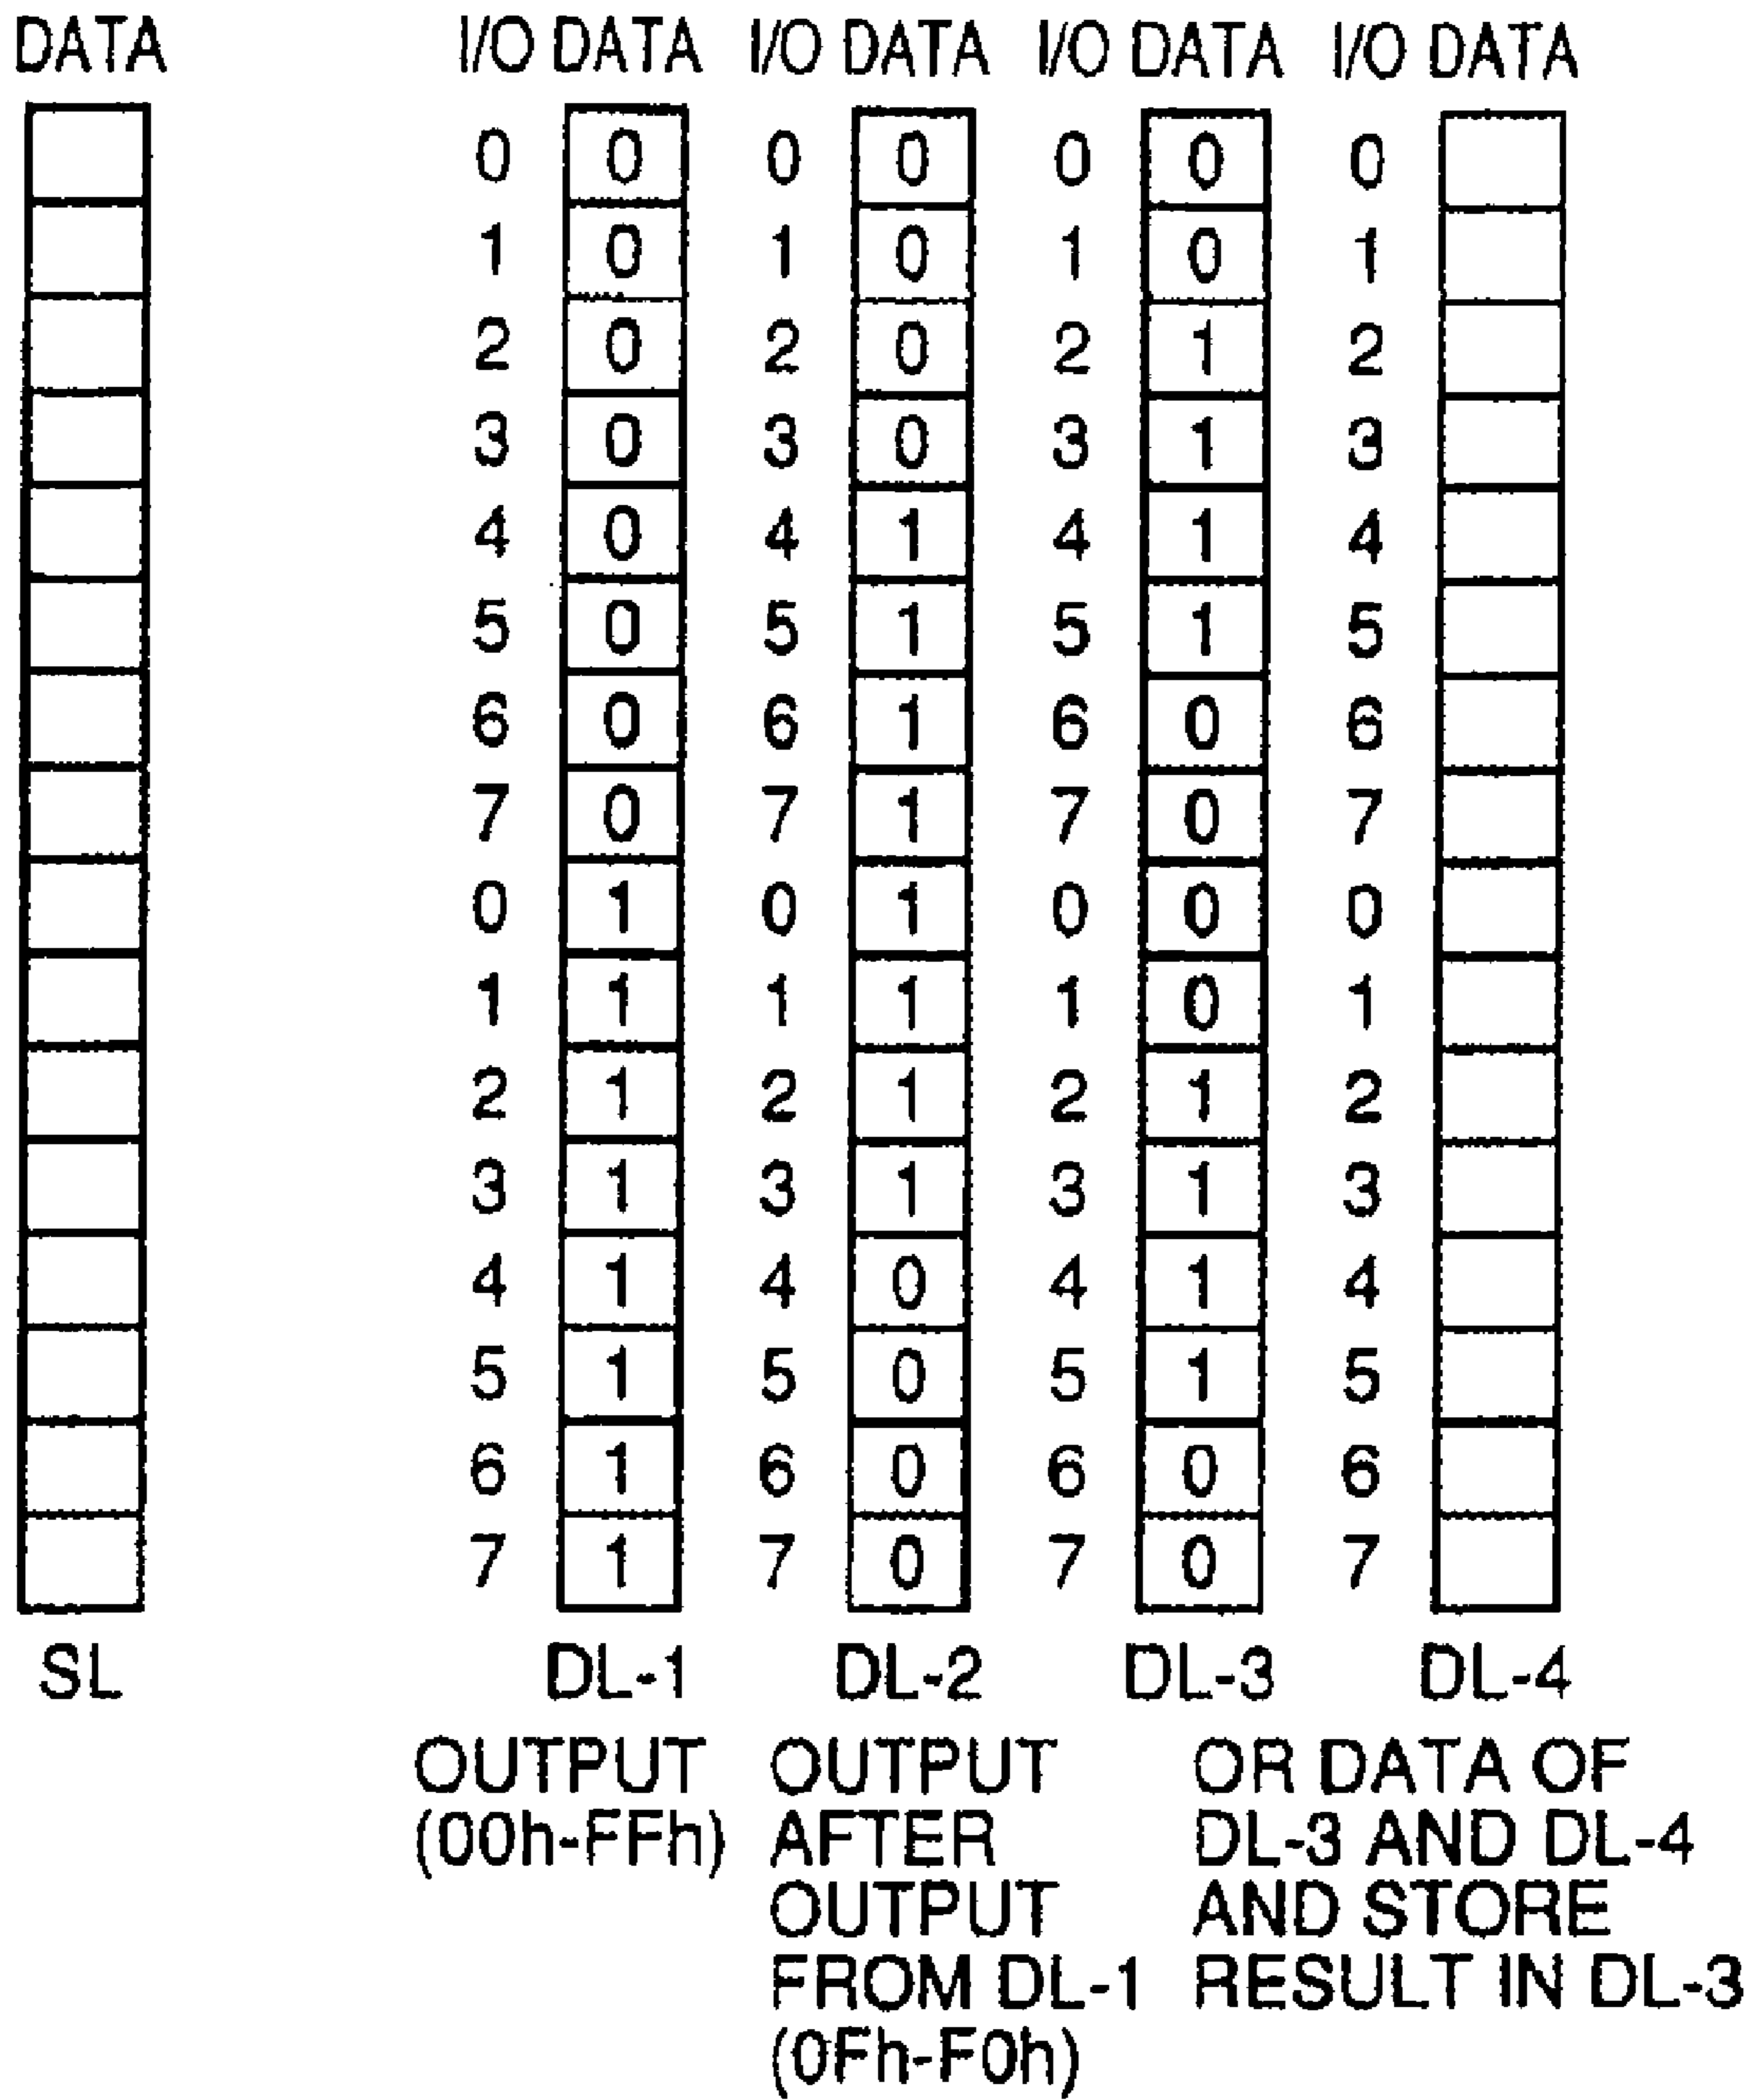 DATA I/O DATA I/O DATA I/O DATA I/O DATA
0 0 0 0 0 0 0
1 0 1 0 1 0 1
2 0 2 0 2 1 2
3 0 3 0 3 1 3
4 0 4 1 4 1 4
5 0 5 1 5 1 5
6 0 6 1 6 0 6
7 0 7 1 7 0 7
0 1 0 1 0 0 0
1 1 1 1 1 0 1
2 1 2 1 2 1 2
3 1 3 1 3 1 3
4 1 4 0 4 1 4
5 1 5 0 5 1 5
6 1 6 0 6 0 6
7 1 7 0 7 0 7
SL DL-1 DL-2 DL-3 DL-4
OUTPUT
(00h-FFh)
OUTPUT
AFTER
OUTPUT
FROM DL-1
(0Fh-F0h)
OR DATA OF
DL-3 AND DL-4
AND STORE
RESULT IN DL-3